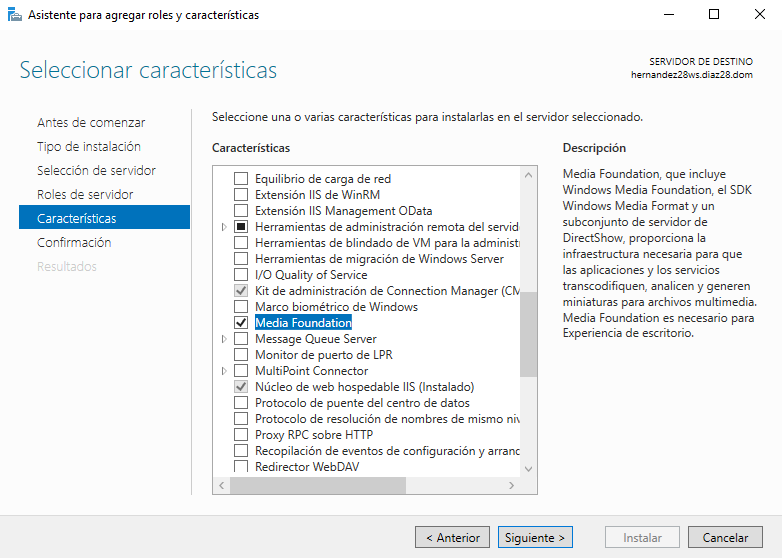 Asistente para agregar roles y características
Seleccionar características
SERVIDOR DE DESTINO
hernandez28ws.diaz28.dom
Antes de comenzar
Tipo de instalación
Selección de servidor
Roles de servidor
Características
Confirmación
Resultados
Seleccione una o varias características para instalarlas en el servidor seleccionado.
Características
Equilibrio de carga de red
Extensión IIS de WinRM
Extensión IIS Management OData
Herramientas de administración remota del servid
Herramientas de blindado de VM para la administ
Herramientas de migración de Windows Server
I/O Quality of Service
Kit de administración de Connection Manager (CM
Marco biométrico de Windows
Media Foundation
Message Queue Server
Monitor de puerto de LPR
MultiPoint Connector
Núcleo de web hospedable IIS (Instalado)
Protocolo de puente del centro de datos
Protocolo de resolución de nombres de mismo niv
Proxy RPC sobre HTTP
Recopilación de eventos de configuración y arranc
Redirector WebDAV
Descripción
Media Foundation, que incluye
Windows Media Foundation, el SDK
Windows Media Format y un
subconjunto de servidor de
DirectShow, proporciona la
infraestructura necesaria para que
las aplicaciones y los servicios
transcodifiquen, analicen y generen
miniaturas para archivos multimedia.
Media Foundation es necesario para
Experiencia de escritorio.
< Anterior
Siguiente >
Instalar
Cancelar